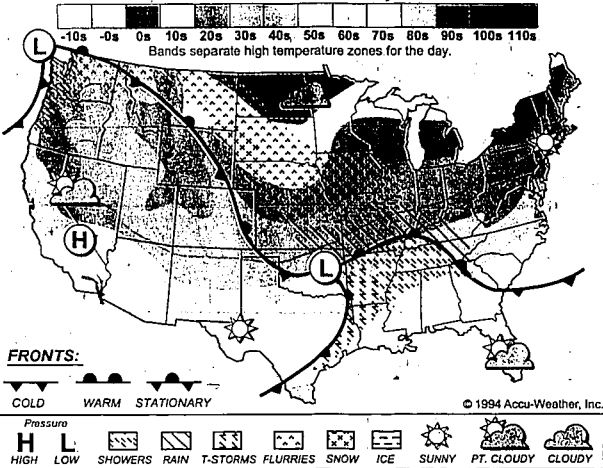 -10s -0s 0s 10s 20s 30s 40s 50s 60s 70s 80s 90s 100s 110s
Bands separate high temperature zones for the day.
L
H
L
FRONTS:
COLD WARM STATIONARY
© 1994 Accu-Weather, Inc.
Pressure
H L
HIGH LOW SHOWERS RAIN T-STORMS FLURRIES SNOW ICE SUNNY PT. CLOUDY CLOUDY